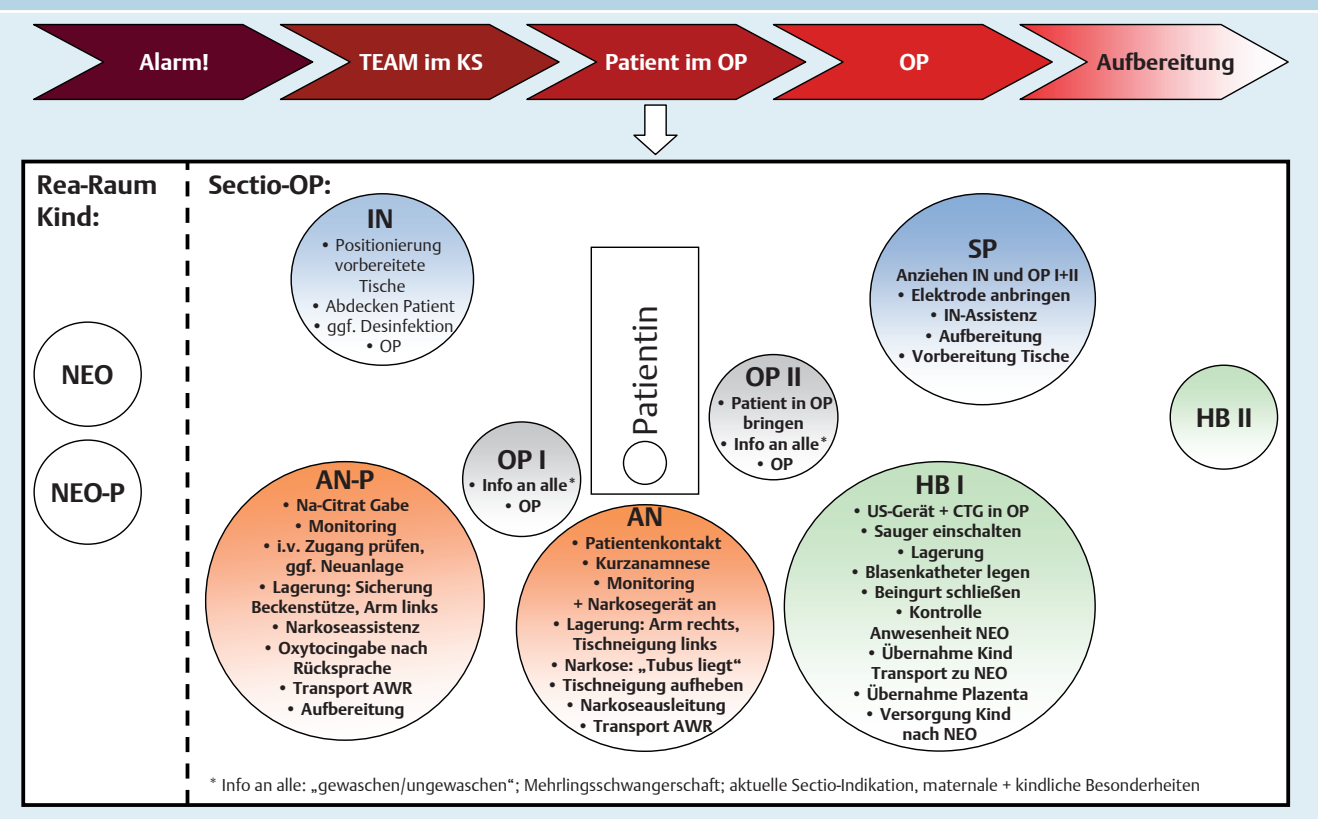 Alarm!
TEAM im KS
Patient im OP
OP
Aufbereitung
Rea-Raum
Kind:
Sectio-OP:
NEO
NEO-P
IN
• Positionierung
vorbereitete
Tische
• Abdecken Patient
• ggf. Desinfektion
• OP
Patientin
SP
Anziehen IN und OP I+II
• Elektrode anbringen
• IN-Assistenz
• Aufbereitung
• Vorbereitung Tische
OP II
• Patient in OP
bringen
• Info an alle*
• OP
HB II
OP I
• Info an alle*
• OP
AN-P
• Na-Citrat Gabe
• Monitoring
• i.v. Zugang prüfen,
ggf. Neuanlage
• Lagerung: Sicherung
Beckenstütze, Arm links
• Narkoseassistenz
• Oxytocingabe nach
Rücksprache
• Transport AWR
• Aufbereitung
AN
• Patientenkontakt
• Kurzanamnese
• Monitoring
+ Narkosegerät an
• Lagerung: Arm rechts,
Tischneigung links
• Narkose: „Tubus liegt“
• Tischneigung aufheben
• Narkoseausleitung
• Transport AWR
HB I
• US-Gerät + CTG in OP
• Sauger einschalten
• Lagerung
• Blasenkatheter legen
• Beingurt schließen
• Kontrolle
Anwesenheit NEO
• Übernahme Kind
Transport zu NEO
• Übernahme Plazenta
• Versorgung Kind
nach NEO
* Info an alle: „gewaschen/ungewaschen“; Mehrlingsschwangerschaft; aktuelle Sectio-Indikation, maternale + kindliche Besonderheiten